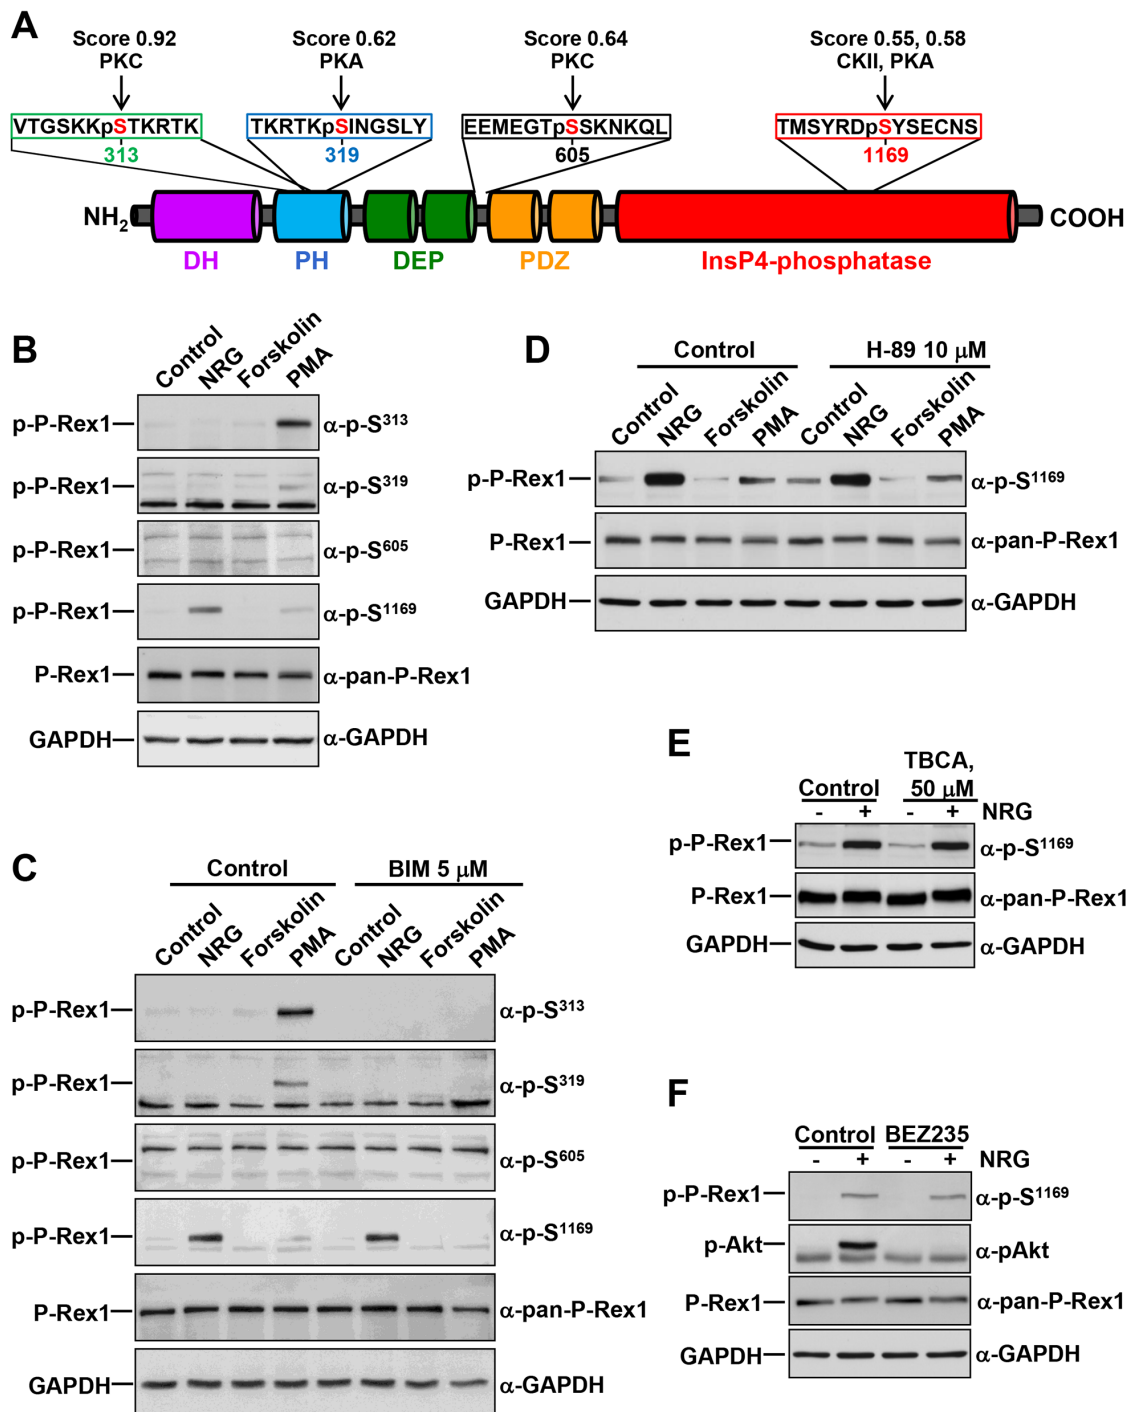 A
Score 0.92
PKC
Score 0.62
PKA
Score 0.64
PKC
Score 0.55, 0.58
CKII, PKA
VTGSKKpSTKRTK
TKRTKpSINGSLY
EEMEGTpSSKNKQL
TMSYRDpSYSECNS
313
319
605
1169
NH2
COOH
DH
PH
DEP
PDZ
InsP4-phosphatase
B
Control
NRG
Forskolin
PMA
p-P-Rex1
α-p-S313
p-P-Rex1
α-p-S319
p-P-Rex1
α-p-S605
p-P-Rex1
α-p-S1169
P-Rex1
α-pan-P-Rex1
GAPDH
α-GAPDH
C
Control
BIM 5 μM
Control
NRG
Forskolin
PMA
Control
NRG
Forskolin
PMA
p-P-Rex1
α-p-S313
p-P-Rex1
α-p-S319
p-P-Rex1
α-p-S605
p-P-Rex1
α-p-S1169
P-Rex1
α-pan-P-Rex1
GAPDH
α-GAPDH
D
Control
H-89 10 μM
Control
NRG
Forskolin
PMA
Control
NRG
Forskolin
PMA
p-P-Rex1
α-p-S1169
P-Rex1
α-pan-P-Rex1
GAPDH
α-GAPDH
E
Control
TBCA,
50 μM
- + - + NRG
p-P-Rex1
α-p-S1169
P-Rex1
α-pan-P-Rex1
GAPDH
α-GAPDH
F
Control
BEZ235
- + - + NRG
p-P-Rex1
α-p-S1169
p-Akt
α-pAkt
P-Rex1
α-pan-P-Rex1
GAPDH
α-GAPDH